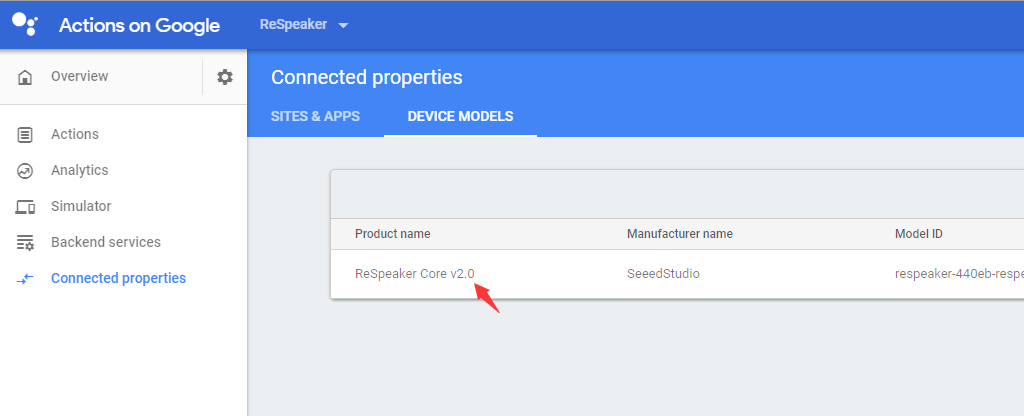 Actions on Google ReSpeaker
Overview
Actions
Analytics
Simulator
Backend services
Connected properties
Connected properties
SITES & APPS DEVICE MODELS
Product name Manufacturer name Model ID
ReSpeaker Core v2.0 SeeedStudio respeaker-440eb-respe